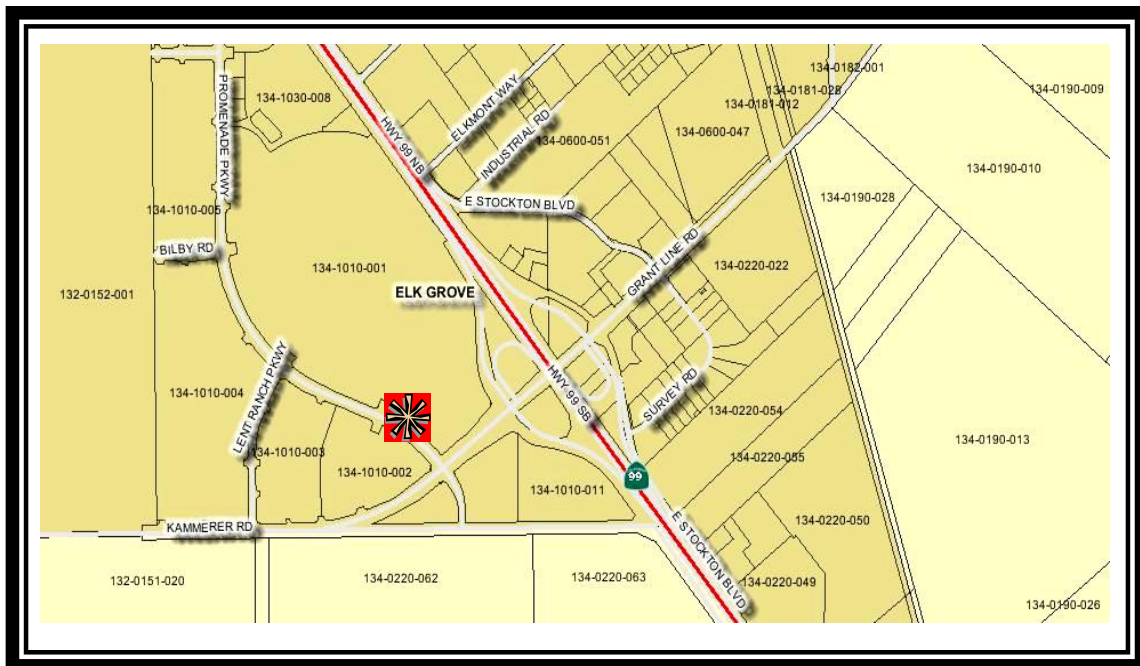 134-0182-001
134-0181-028
134-0190-009
134-1030-008
134-0181-012
PROMENADE PKWY
HWY 99 NB
ELKMONT WAY
INDUSTRIAL RD
134-0600-051
134-0600-047
134-0190-010
134-1010-005
E STOCKTON BLVD
134-0190-028
BILBY RD
134-1010-001
GRANT LINE RD
134-0220-022
132-0152-001
ELK GROVE
134-1010-004
LENT RANCH PKWY
HWY 99 SB
SURVEY RD
134-0220-054
134-1010-003
134-1010-002
134-0220-055
134-0190-013
99
134-1010-011
134-0220-050
KAMMERER RD
E STOCKTON BLVD
132-0151-020
134-0220-062
134-0220-063
134-0220-049
134-0190-026